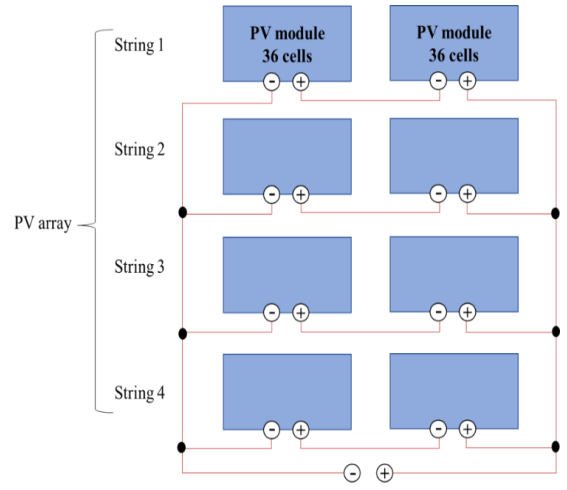 String 1
PV module
36 cells
PV module
36 cells
- + - +
String 2
- + - +
PV array
String 3
- + - +
String 4
- + - +
- +